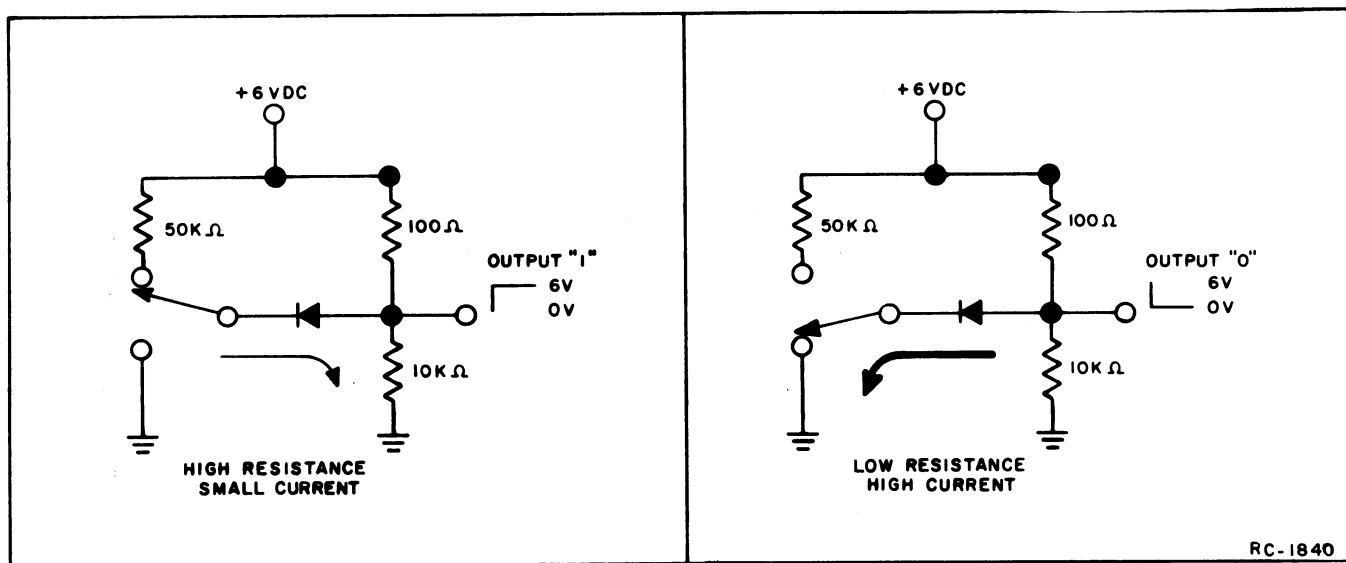 +6 VDC
50K Ω
100 Ω
OUTPUT "1"
6V
0V
10K Ω
HIGH RESISTANCE
SMALL CURRENT
+6 VDC
50K Ω
100 Ω
OUTPUT "0"
6V
0V
10K Ω
LOW RESISTANCE
HIGH CURRENT
RC-1840